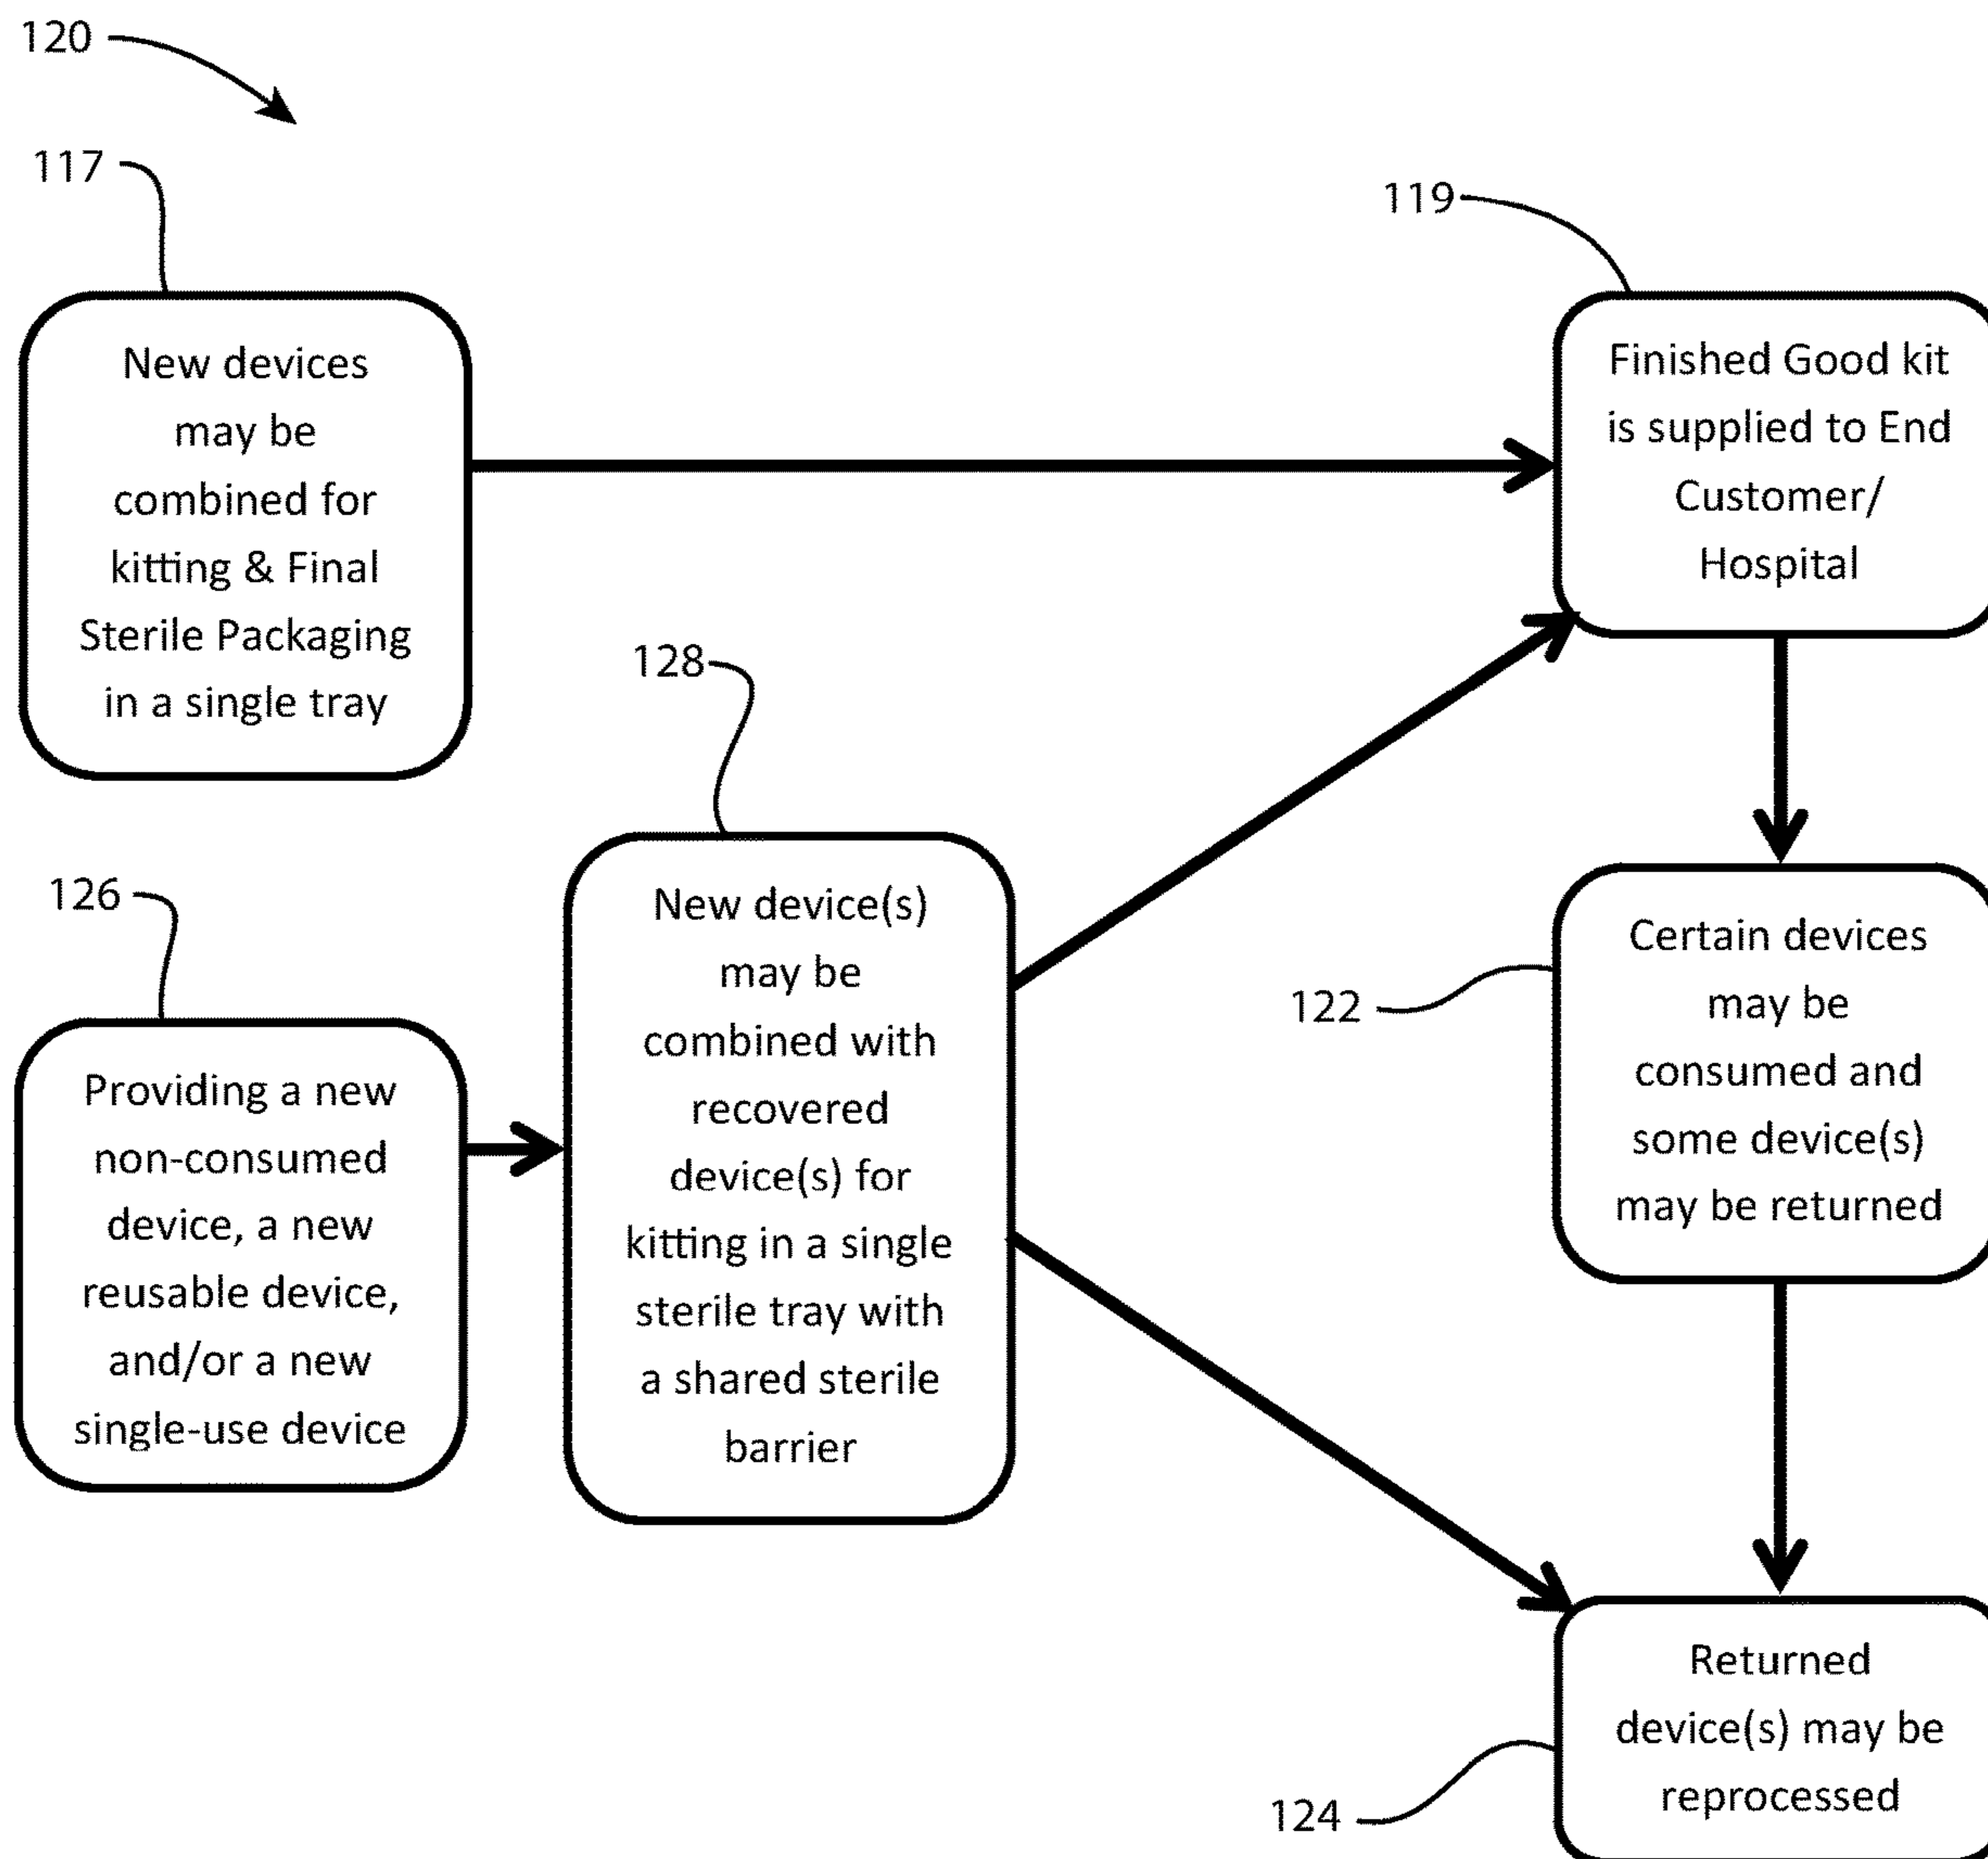 120
117
New devices
may be
combined for
kitting & Final
Sterile Packaging
in a single tray
119
Finished Good kit
is supplied to End
Customer/
Hospital
126
Providing a new
non-consumed
device, a new
reusable device,
and/or a new
single-use device
128
New device(s)
may be
combined with
recovered
device(s) for
kitting in a single
sterile tray with
a shared sterile
barrier
122
Certain devices
may be
consumed and
some device(s)
may be returned
124
Returned
device(s) may be
reprocessed